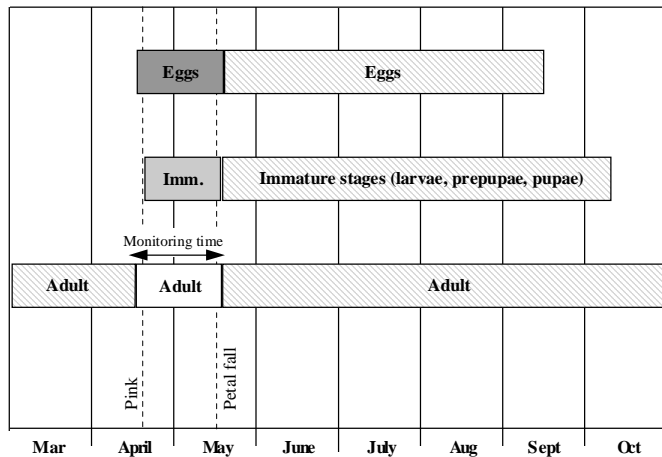 Eggs Eggs
Imm. Immature stages (larvae, prepupae, pupae)
Monitoring time
Adult Adult Adult
Pink
Petal fall
Mar April May June July Aug Sept Oct